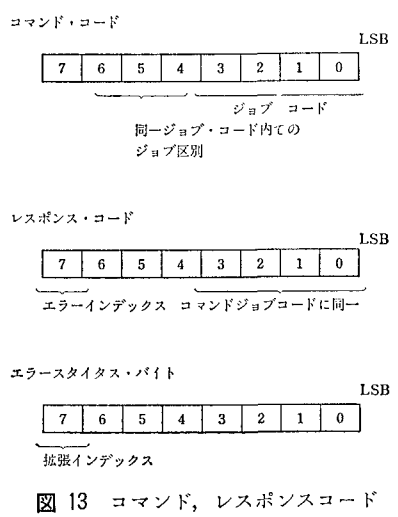 コマンド・コード
LSB
7 6 5 4 3 2 1 0
ジョブ コード
同一ジョブ・コード内ての
ジョブ区別
レスポンス・コード
LSB
7 6 5 4 3 2 1 0
エラーインデックス コマンドジョブコードに同一
エラースタイタス・バイト
LSB
7 6 5 4 3 2 1 0
拡張インデックス
図 13 コマンド, レスポンスコード